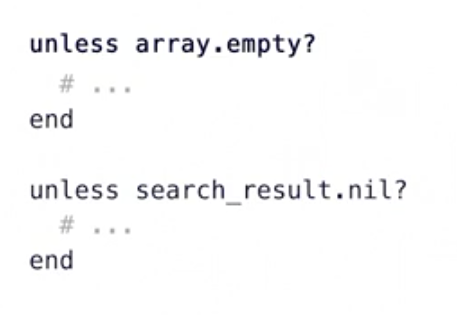 unless array.empty?
  # ...
end

unless search_result.nil?
  # ...
end